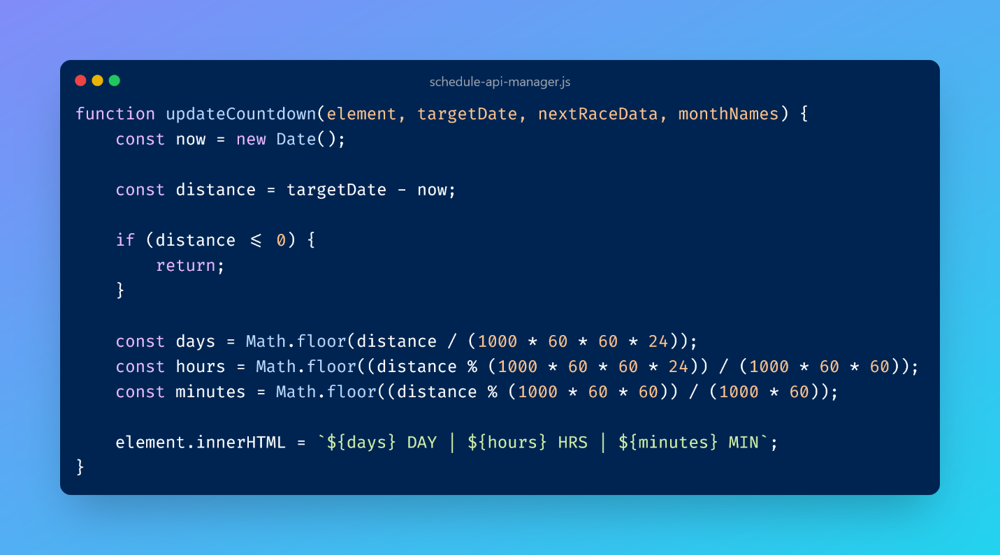 schedule-api-manager.js
function updateCountdown(element, targetDate, nextRaceData, monthNames) {
    const now = new Date();
    const distance = targetDate - now;
    if (distance <= 0) {
        return;
    }
    const days = Math.floor(distance / (1000 * 60 * 60 * 24));
    const hours = Math.floor((distance % (1000 * 60 * 60 * 24)) / (1000 * 60 * 60));
    const minutes = Math.floor((distance % (1000 * 60 * 60)) / (1000 * 60));
    element.innerHTML = `${days} DAY | ${hours} HRS | ${minutes} MIN`;
}